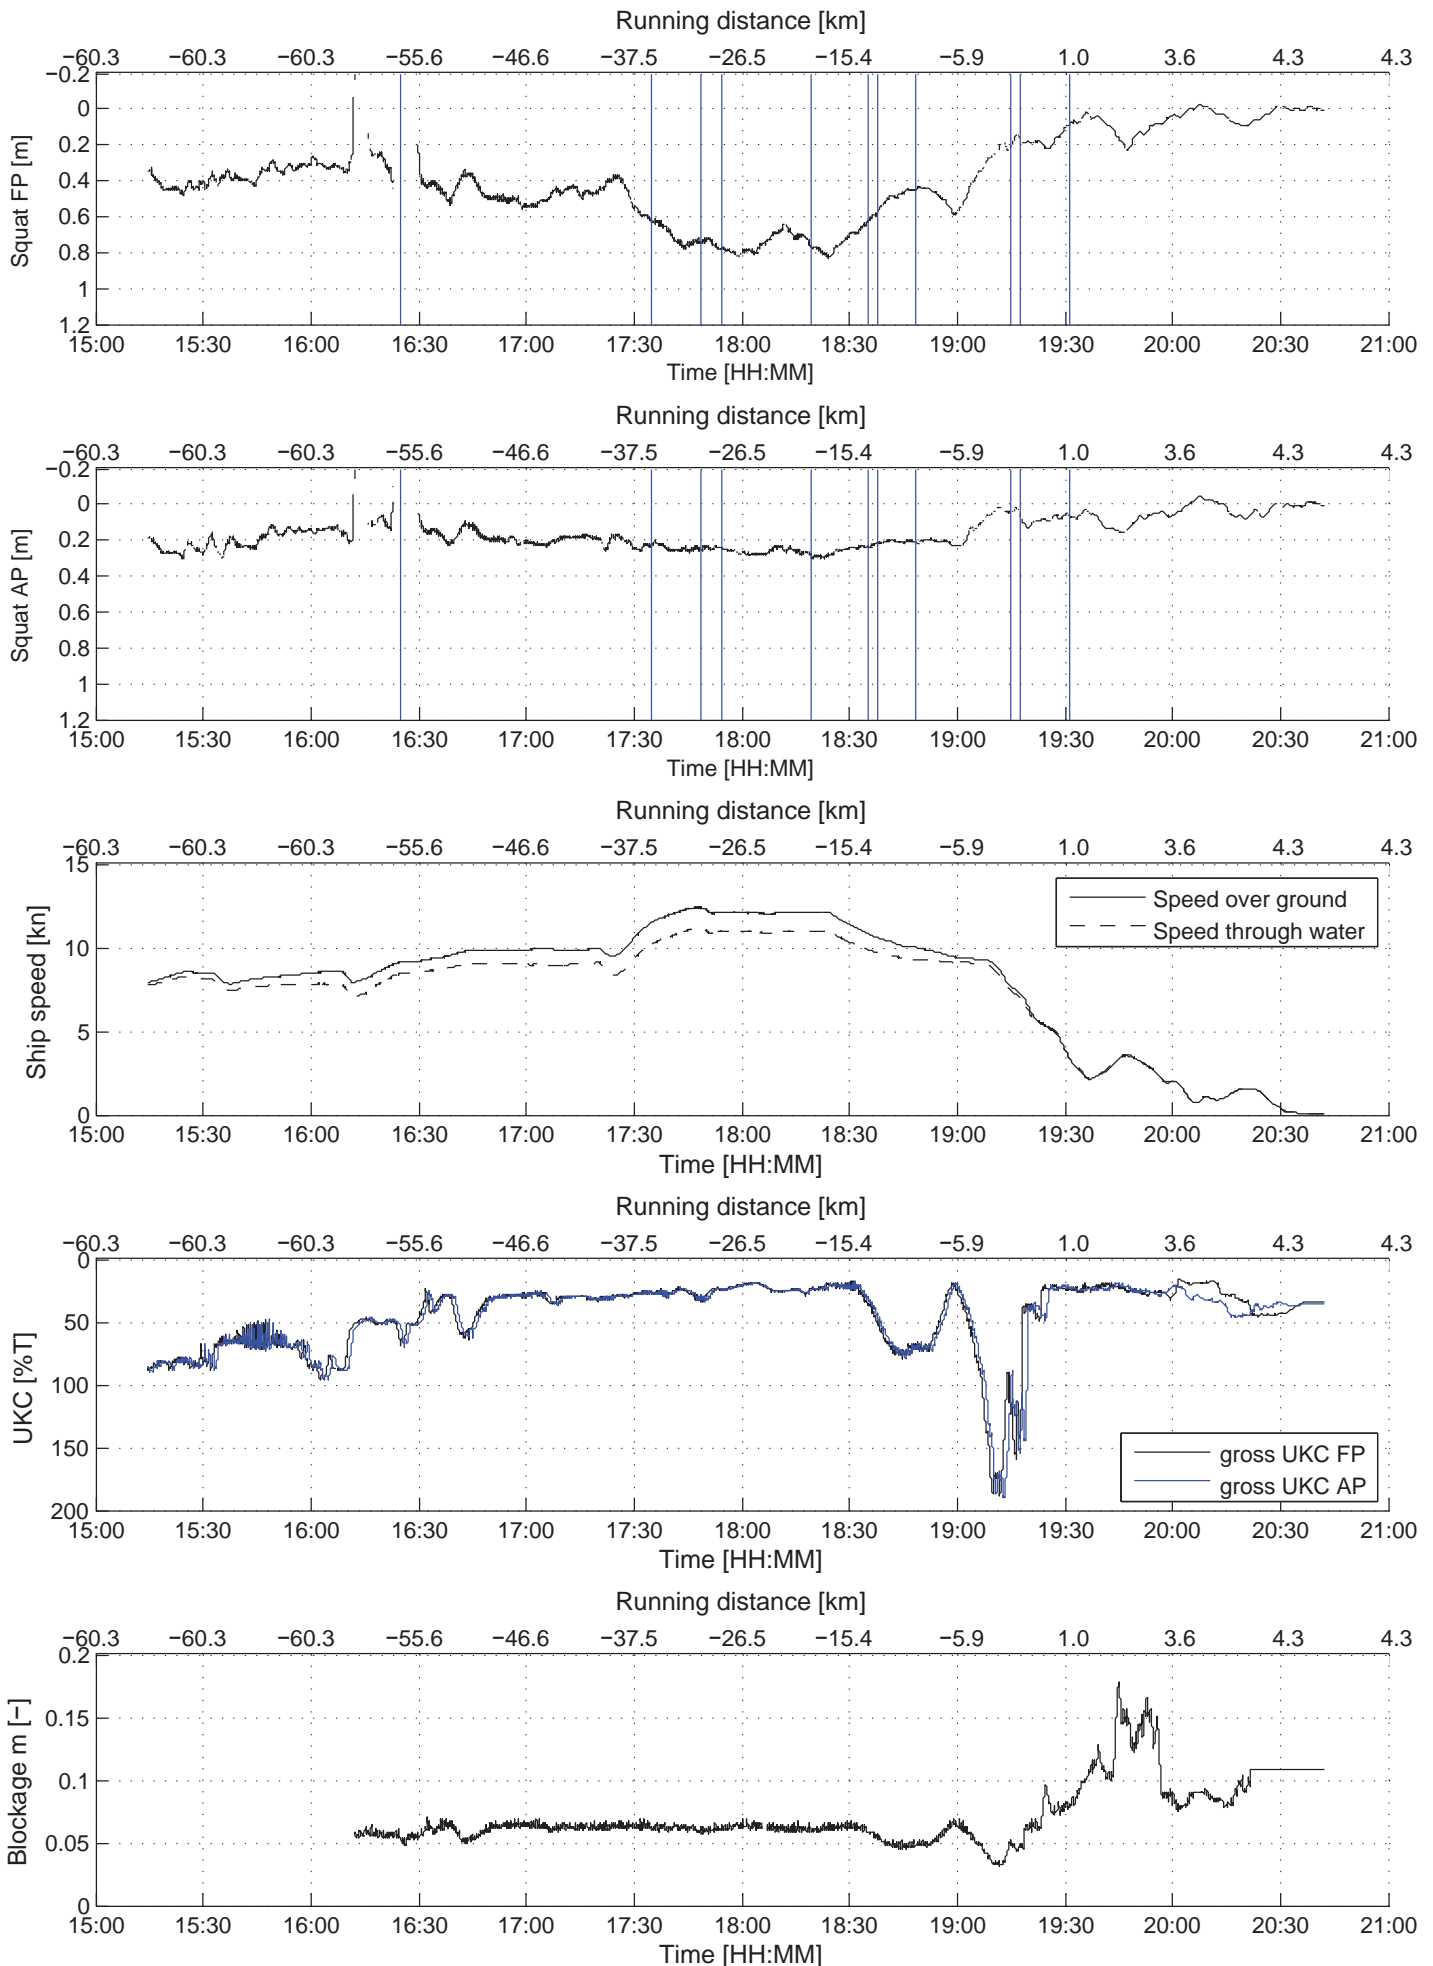 Running distance [km]
−60.3 −60.3 −60.3 −55.6 −46.6 −37.5 −26.5 −15.4 −5.9 1.0 3.6 4.3 4.3
−0.2
0
0.2
0.4
0.6
0.8
1
1.2
Squat FP [m]
15:00 15:30 16:00 16:30 17:00 17:30 18:00 18:30 19:00 19:30 20:00 20:30 21:00
Time [HH:MM]
Running distance [km]
−60.3 −60.3 −60.3 −55.6 −46.6 −37.5 −26.5 −15.4 −5.9 1.0 3.6 4.3 4.3
−0.2
0
0.2
0.4
0.6
0.8
1
1.2
Squat AP [m]
15:00 15:30 16:00 16:30 17:00 17:30 18:00 18:30 19:00 19:30 20:00 20:30 21:00
Time [HH:MM]
Running distance [km]
−60.3 −60.3 −60.3 −55.6 −46.6 −37.5 −26.5 −15.4 −5.9 1.0 3.6 4.3 4.3
15
10
5
0
Ship speed [kn]
Speed over ground
Speed through water
15:00 15:30 16:00 16:30 17:00 17:30 18:00 18:30 19:00 19:30 20:00 20:30 21:00
Time [HH:MM]
Running distance [km]
−60.3 −60.3 −60.3 −55.6 −46.6 −37.5 −26.5 −15.4 −5.9 1.0 3.6 4.3 4.3
0
50
100
150
200
UKC [%T]
gross UKC FP
gross UKC AP
15:00 15:30 16:00 16:30 17:00 17:30 18:00 18:30 19:00 19:30 20:00 20:30 21:00
Time [HH:MM]
Running distance [km]
−60.3 −60.3 −60.3 −55.6 −46.6 −37.5 −26.5 −15.4 −5.9 1.0 3.6 4.3 4.3
0.2
0.15
0.1
0.05
0
Blockage m [−]
15:00 15:30 16:00 16:30 17:00 17:30 18:00 18:30 19:00 19:30 20:00 20:30 21:00
Time [HH:MM]